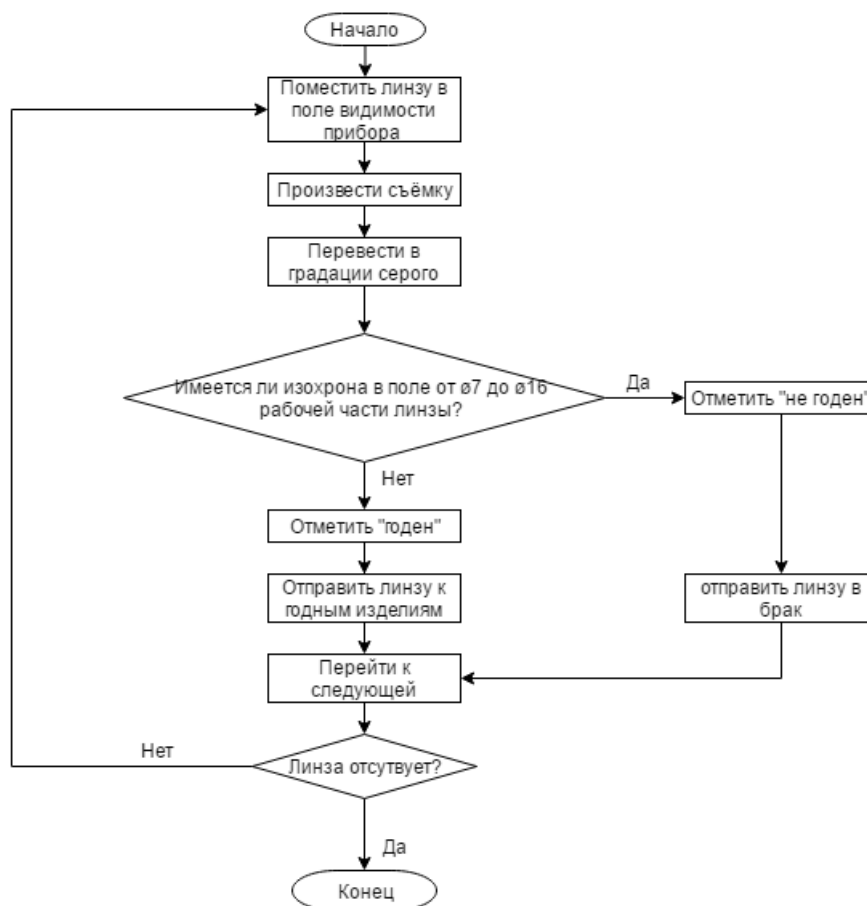 Начало
Поместить линзу в
поле видимости
прибора
Произвести съёмку
Перевести в
градации серого
Имеется ли изохрона в поле от ø7 до ø16
рабочей части линзы?
Да
Отметить "не годен"
Нет
Отметить "годен"
Отправить линзу к
годным изделиям
отправить линзу в
брак
Перейти к
следующей
Нет
Линза отсутвует?
Да
Конец